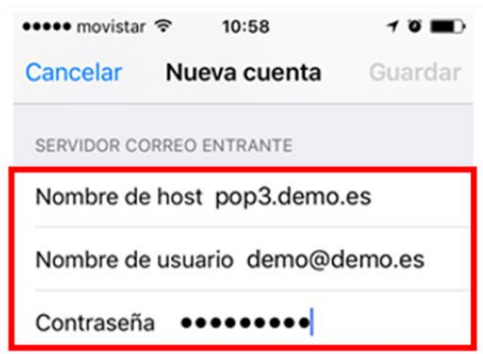 movistar 10:58
Cancelar Nueva cuenta Guardar
SERVIDOR CORREO ENTRANTE
Nombre de host pop3.demo.es
Nombre de usuario demo@demo.es
Contraseña •••••••••